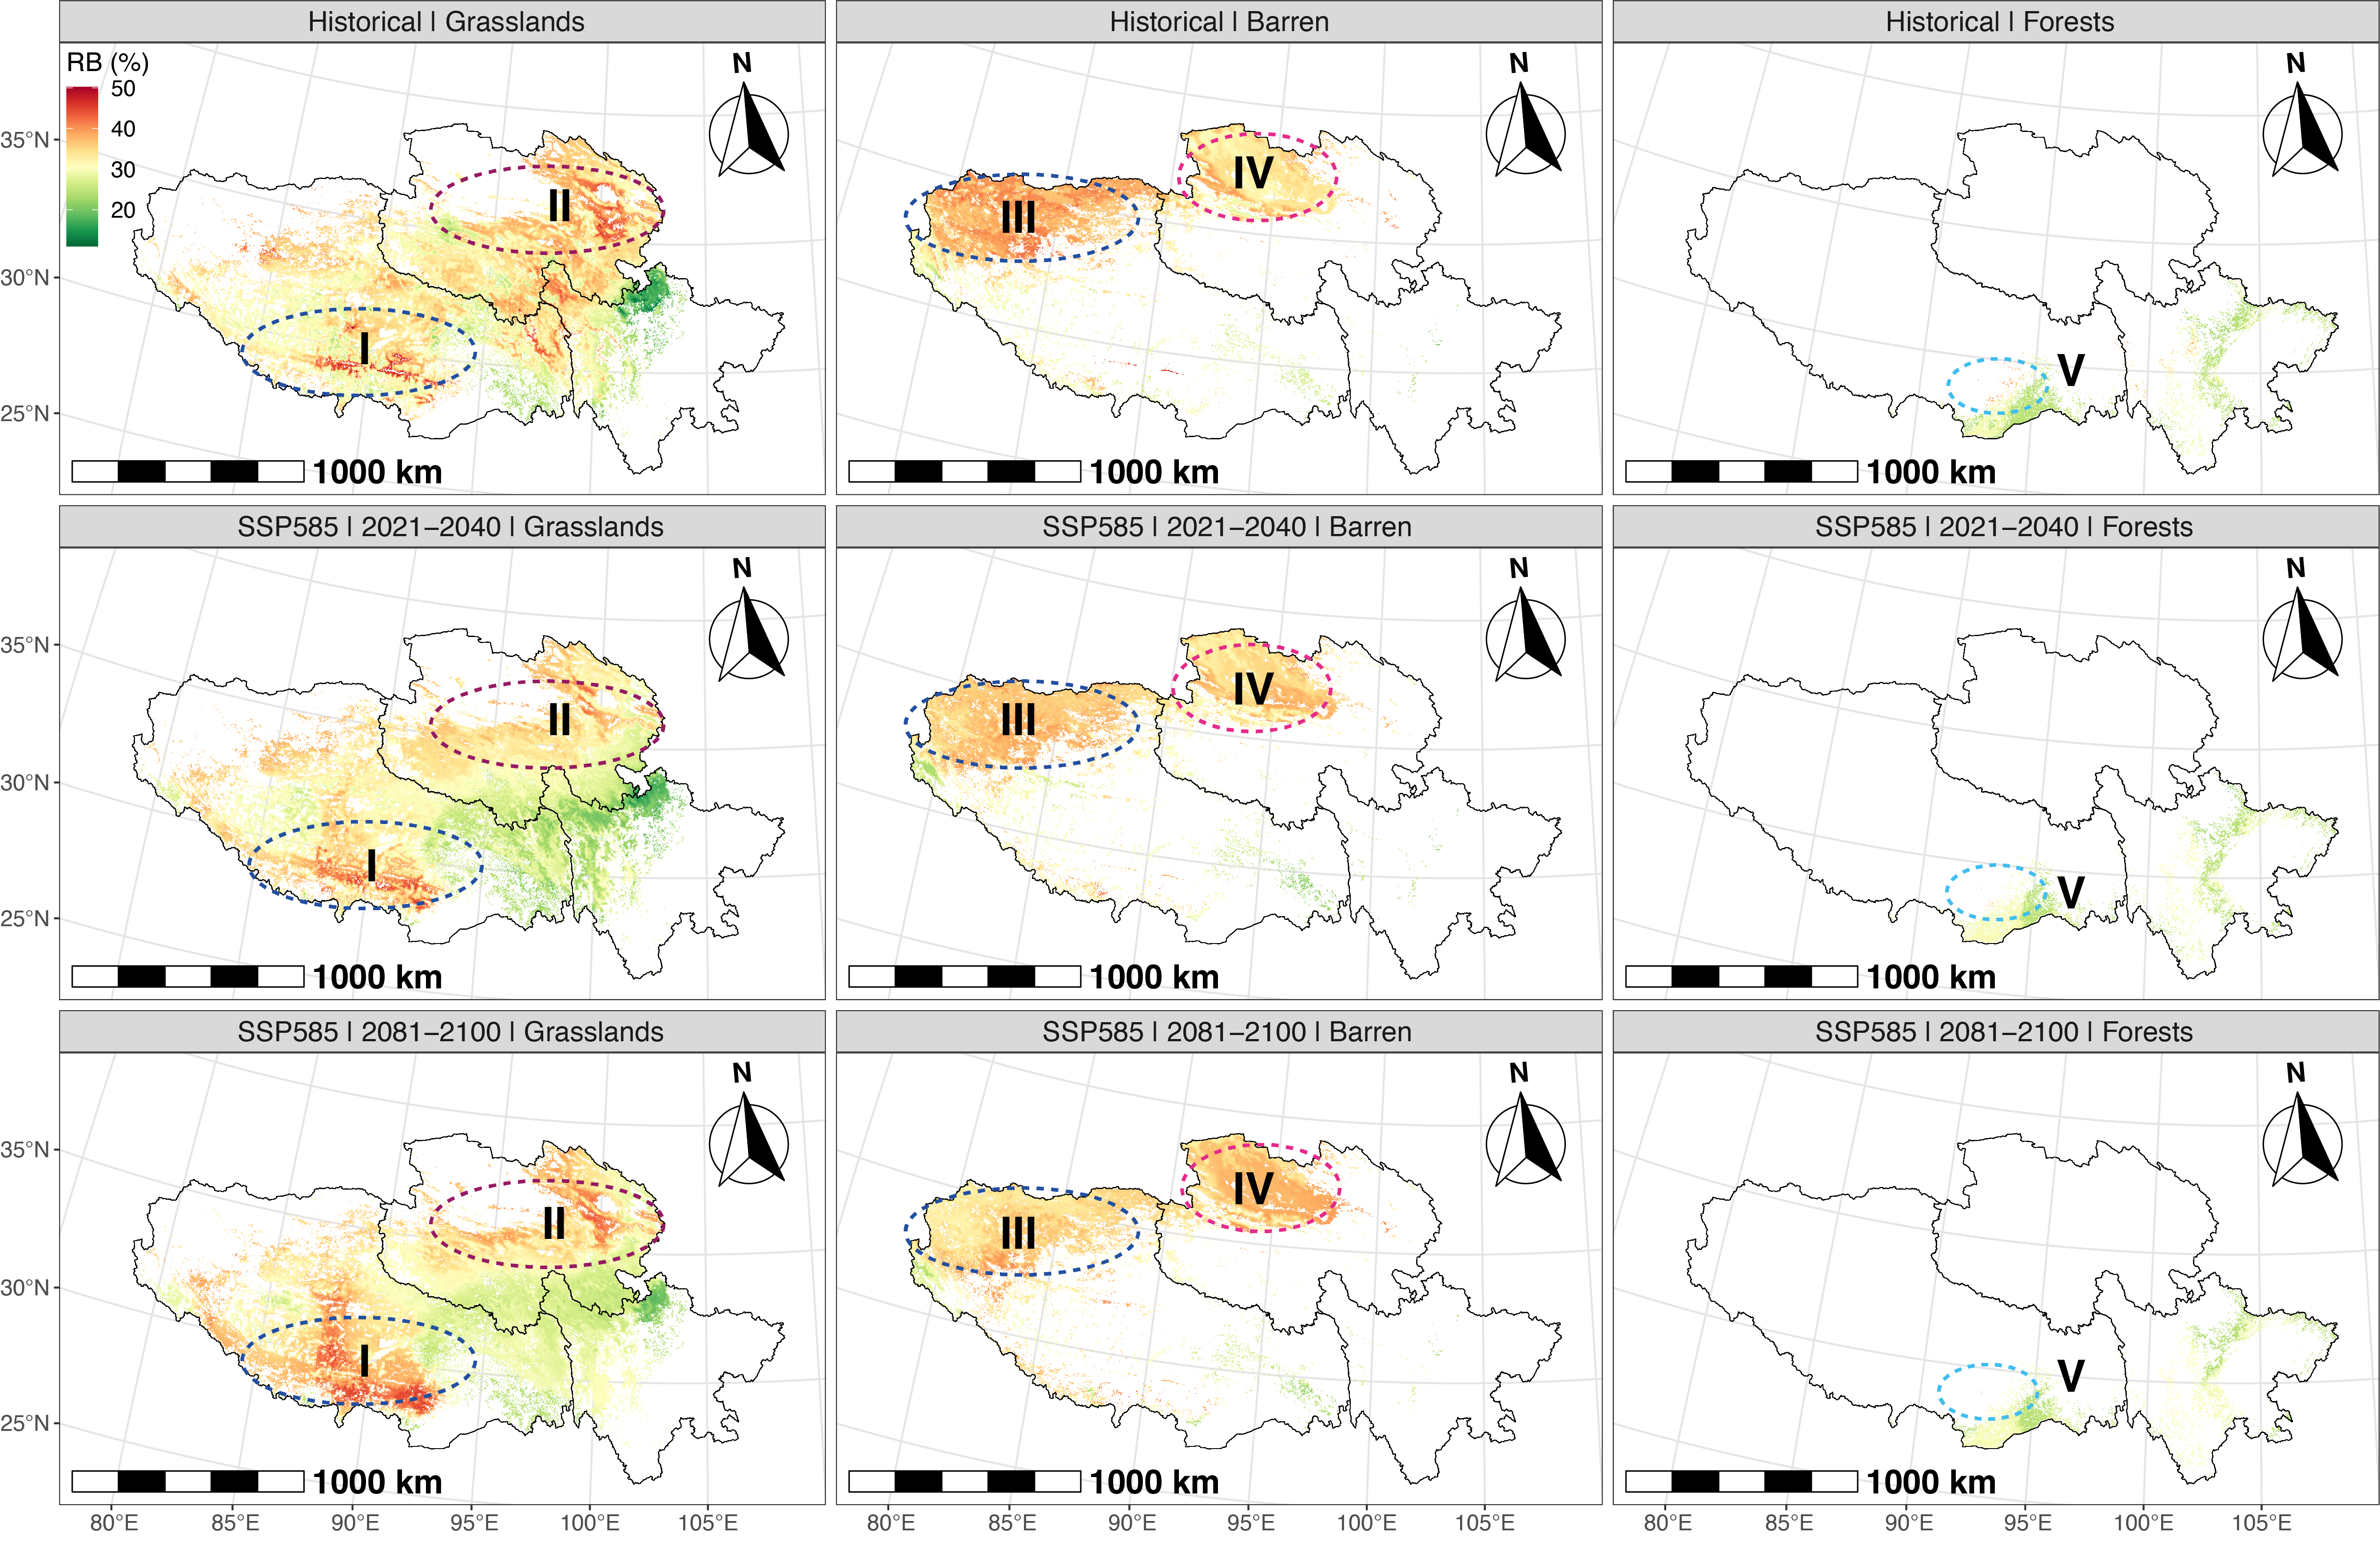 Historical | Grasslands
Historical | Barren
Historical | Forests
RB (%)
50
40
30
20
N
N
N
35°N
30°N
25°N
I
II
III
IV
V
1000 km
1000 km
1000 km
SSP585 | 2021–2040 | Grasslands
SSP585 | 2021–2040 | Barren
SSP585 | 2021–2040 | Forests
N
N
N
35°N
30°N
25°N
I
II
III
IV
V
1000 km
1000 km
1000 km
SSP585 | 2081–2100 | Grasslands
SSP585 | 2081–2100 | Barren
SSP585 | 2081–2100 | Forests
N
N
N
35°N
30°N
25°N
I
II
III
IV
V
1000 km
1000 km
1000 km
80°E 85°E 90°E 95°E 100°E 105°E
80°E 85°E 90°E 95°E 100°E 105°E
80°E 85°E 90°E 95°E 100°E 105°E